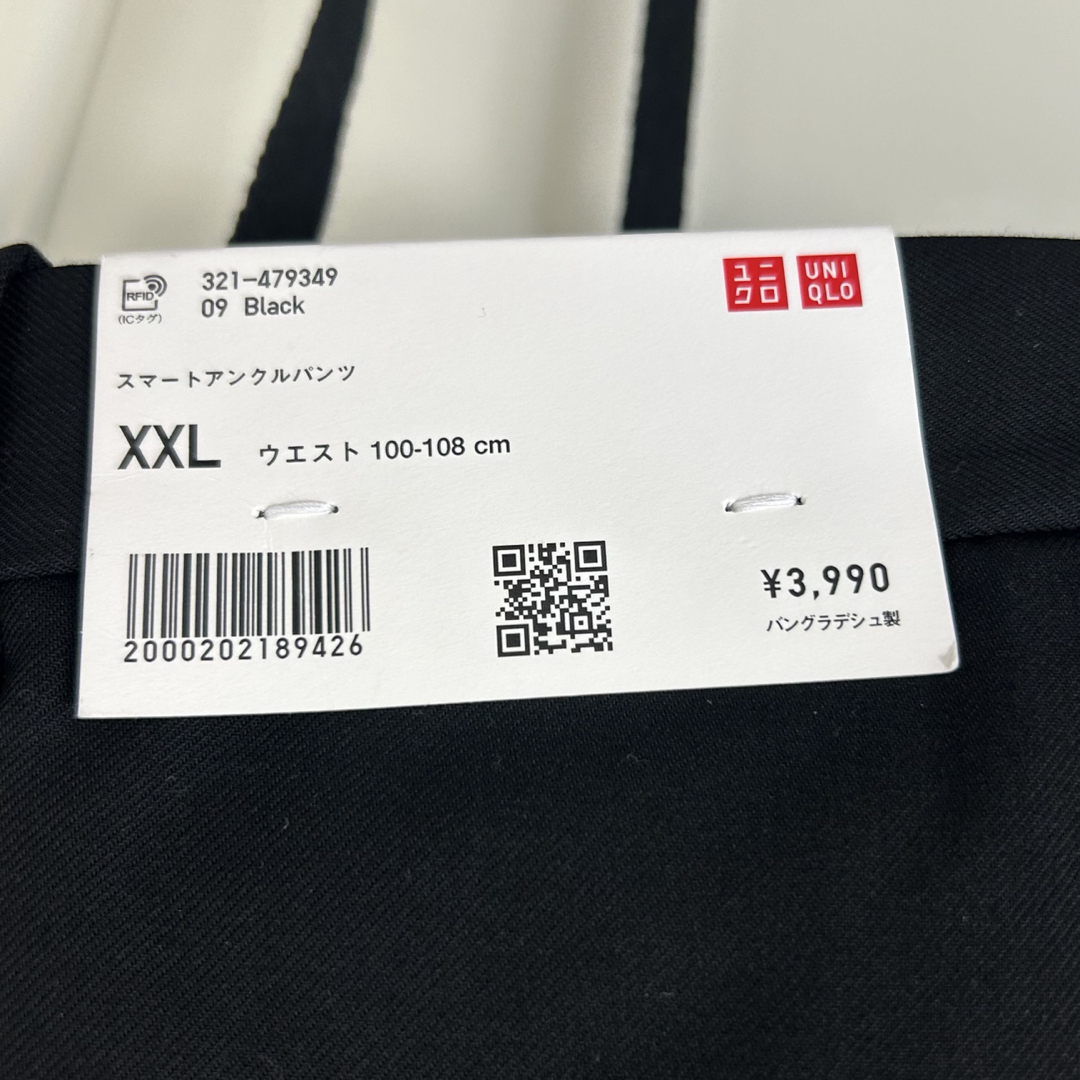 RFID
(ICタグ)
321-479349
09 Black
ユニ
クロ
UNI
QLO
スマートアンクルパンツ
XXL ウエスト 100-108 cm
2000202189426
¥3,990
バングラデシュ製